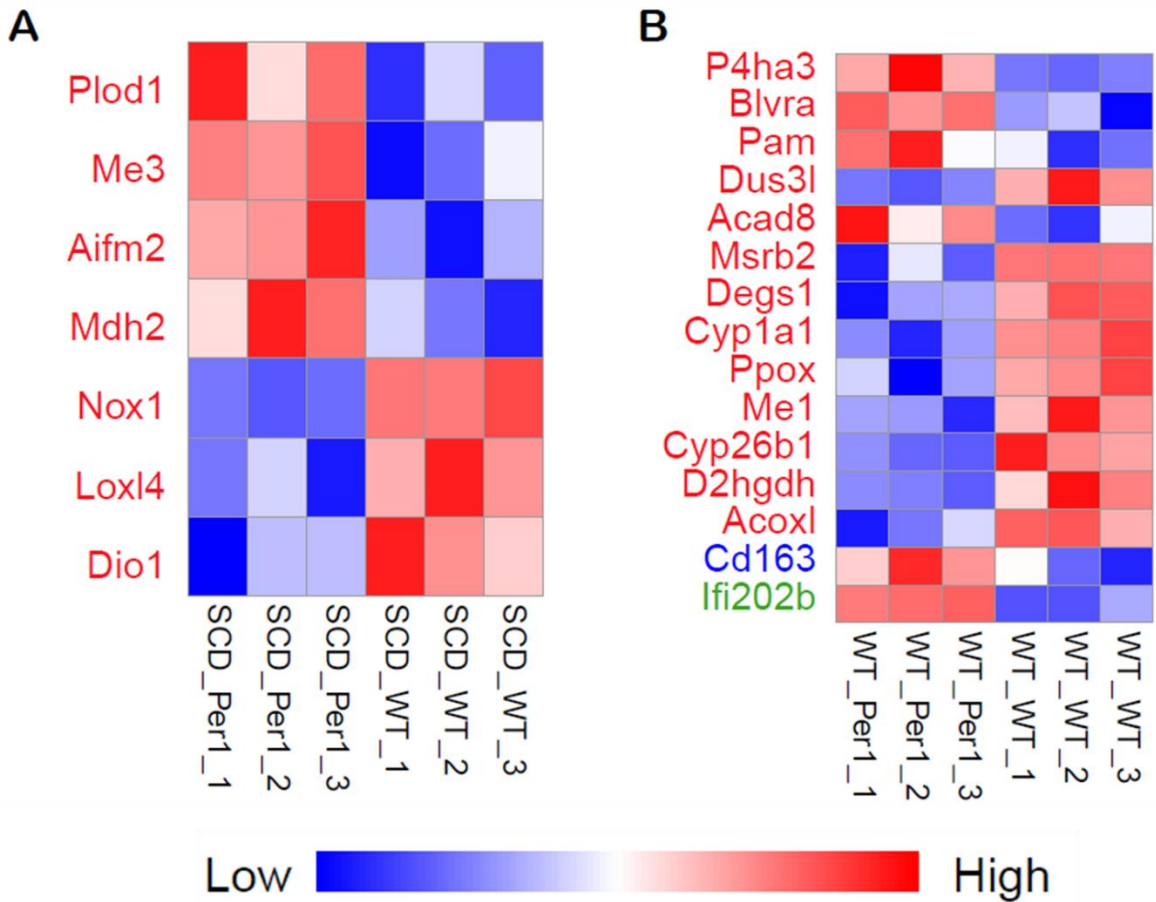 A
Plod1
Me3
Aifm2
Mdh2
Nox1
Loxl4
Dio1
SCD_Per1_1
SCD_Per1_2
SCD_Per1_3
SCD_WT_1
SCD_WT_2
SCD_WT_3
B
P4ha3
Blvra
Pam
Dus3l
Acad8
Msrb2
Degs1
Cyp1a1
Ppox
Me1
Cyp26b1
D2hgdh
Acoxl
Cd163
Ifi202b
WT_Per1_1
WT_Per1_2
WT_Per1_3
WT_WT_1
WT_WT_2
WT_WT_3
Low High